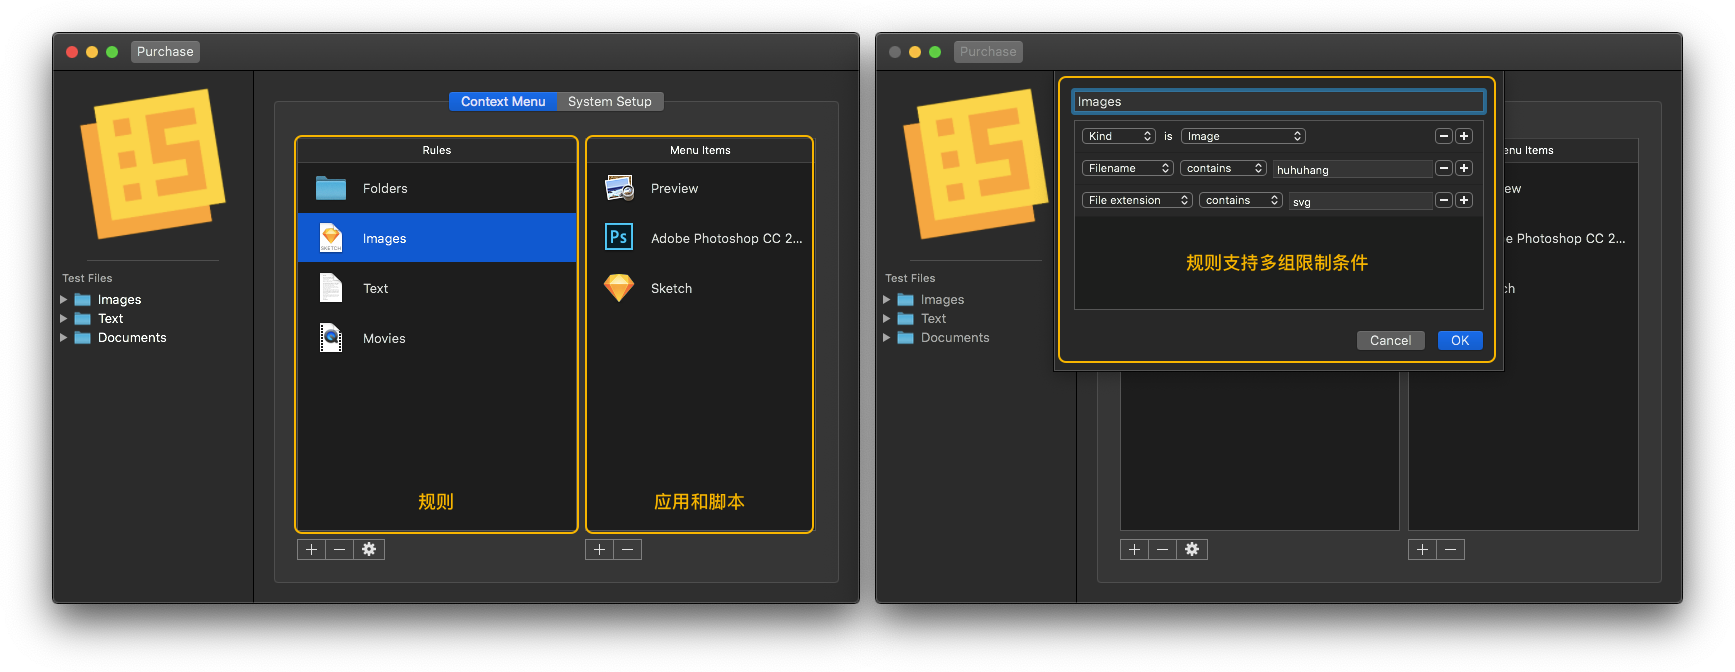 Purchase
Context Menu
System Setup
Rules
Menu Items
Folders
Preview
SKETCH
Images
Ps
Adobe Photoshop CC 2...
Text
Sketch
Movies
规则
应用和脚本
Test Files
Images
Text
Documents
Purchase
Images
Kind
is
Image
Filename
contains
huhuhang
File extension
contains
svg
规则支持多组限制条件
Cancel
OK
enu Items
ew
e Photoshop CC 2...
ch
Test Files
Images
Text
Documents